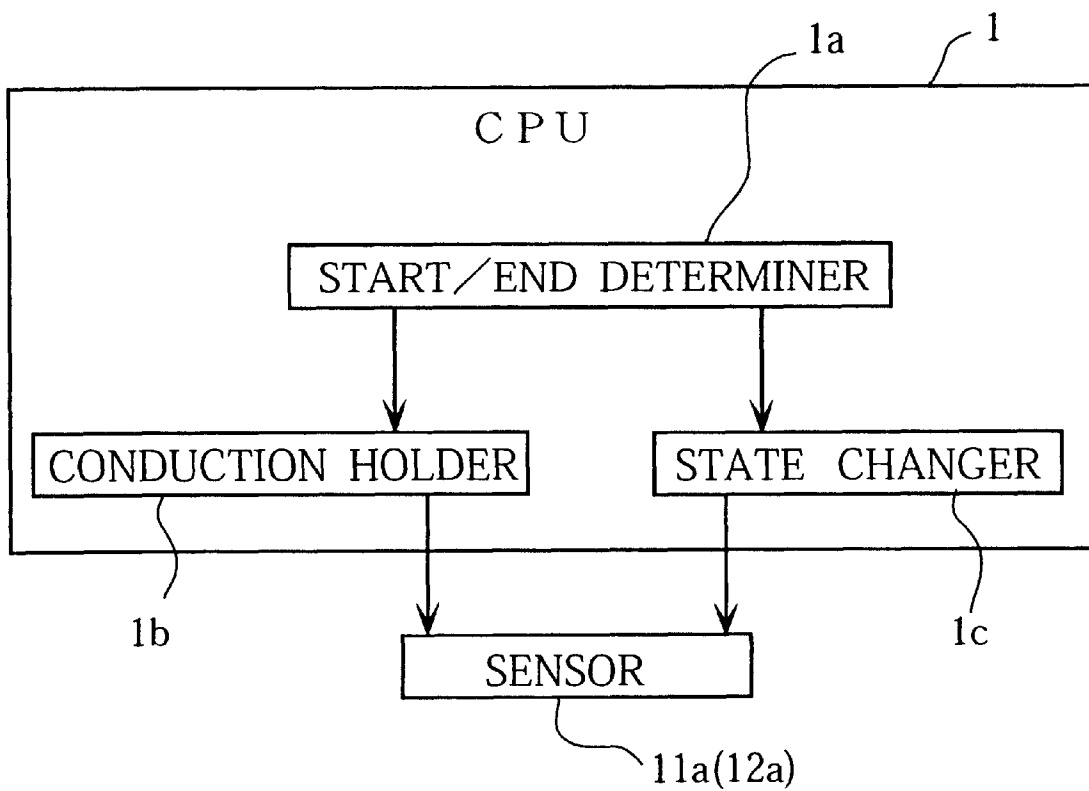 1a
1
CPU
START/END DETERMINER
CONDUCTION HOLDER
STATE CHANGER
1b
1c
SENSOR
11a(12a)